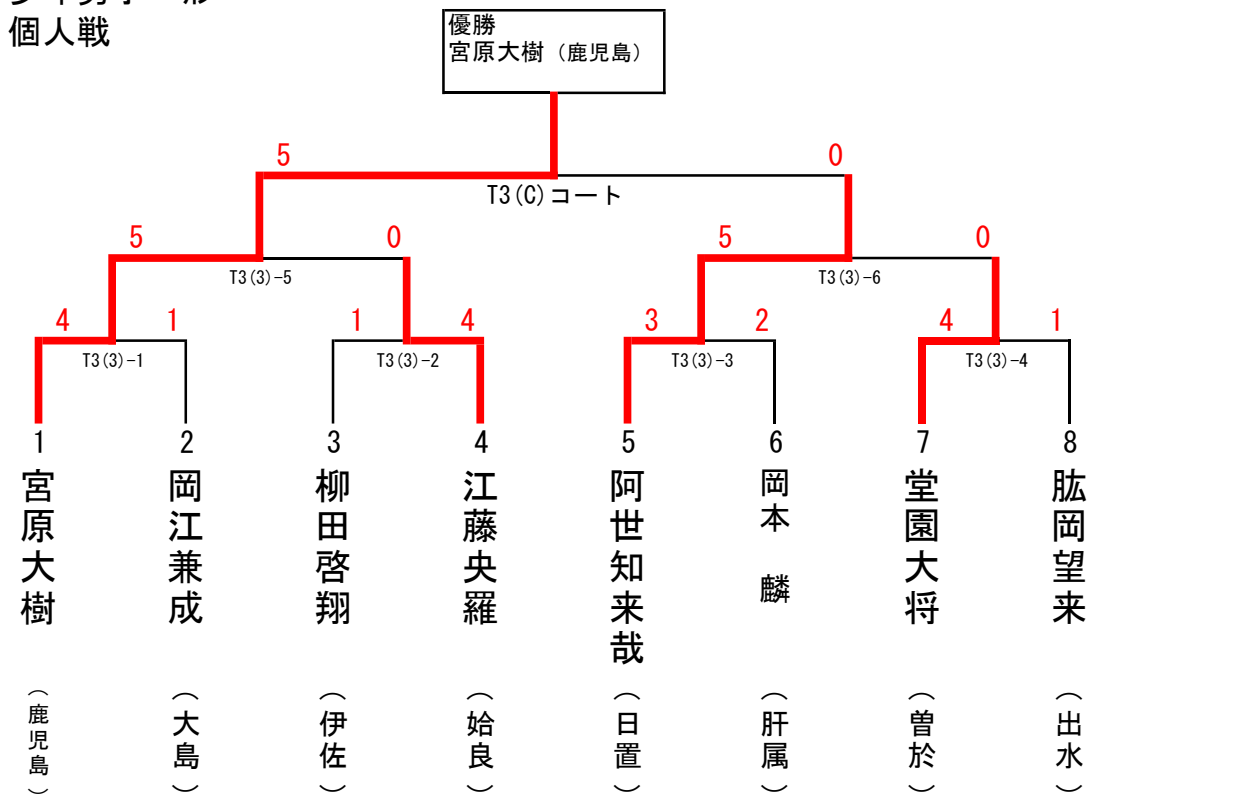 個人戦
優勝
宮原大樹（鹿児島）
5 0
T3(C)コート
5 0 5 0
T3(3)-5 T3(3)-6
4 1 1 4 3 2 4 1
T3(3)-1 T3(3)-2 T3(3)-3 T3(3)-4
1 2 3 4 5 6 7 8
宮原大樹
（鹿児島）
岡江兼成
（大島）
柳田啓翔
（伊佐）
江藤央羅
（姶良）
阿世知来哉
（日置）
岡本 麟
（肝属）
堂園大将
（曽於）
肱岡望来
（出水）